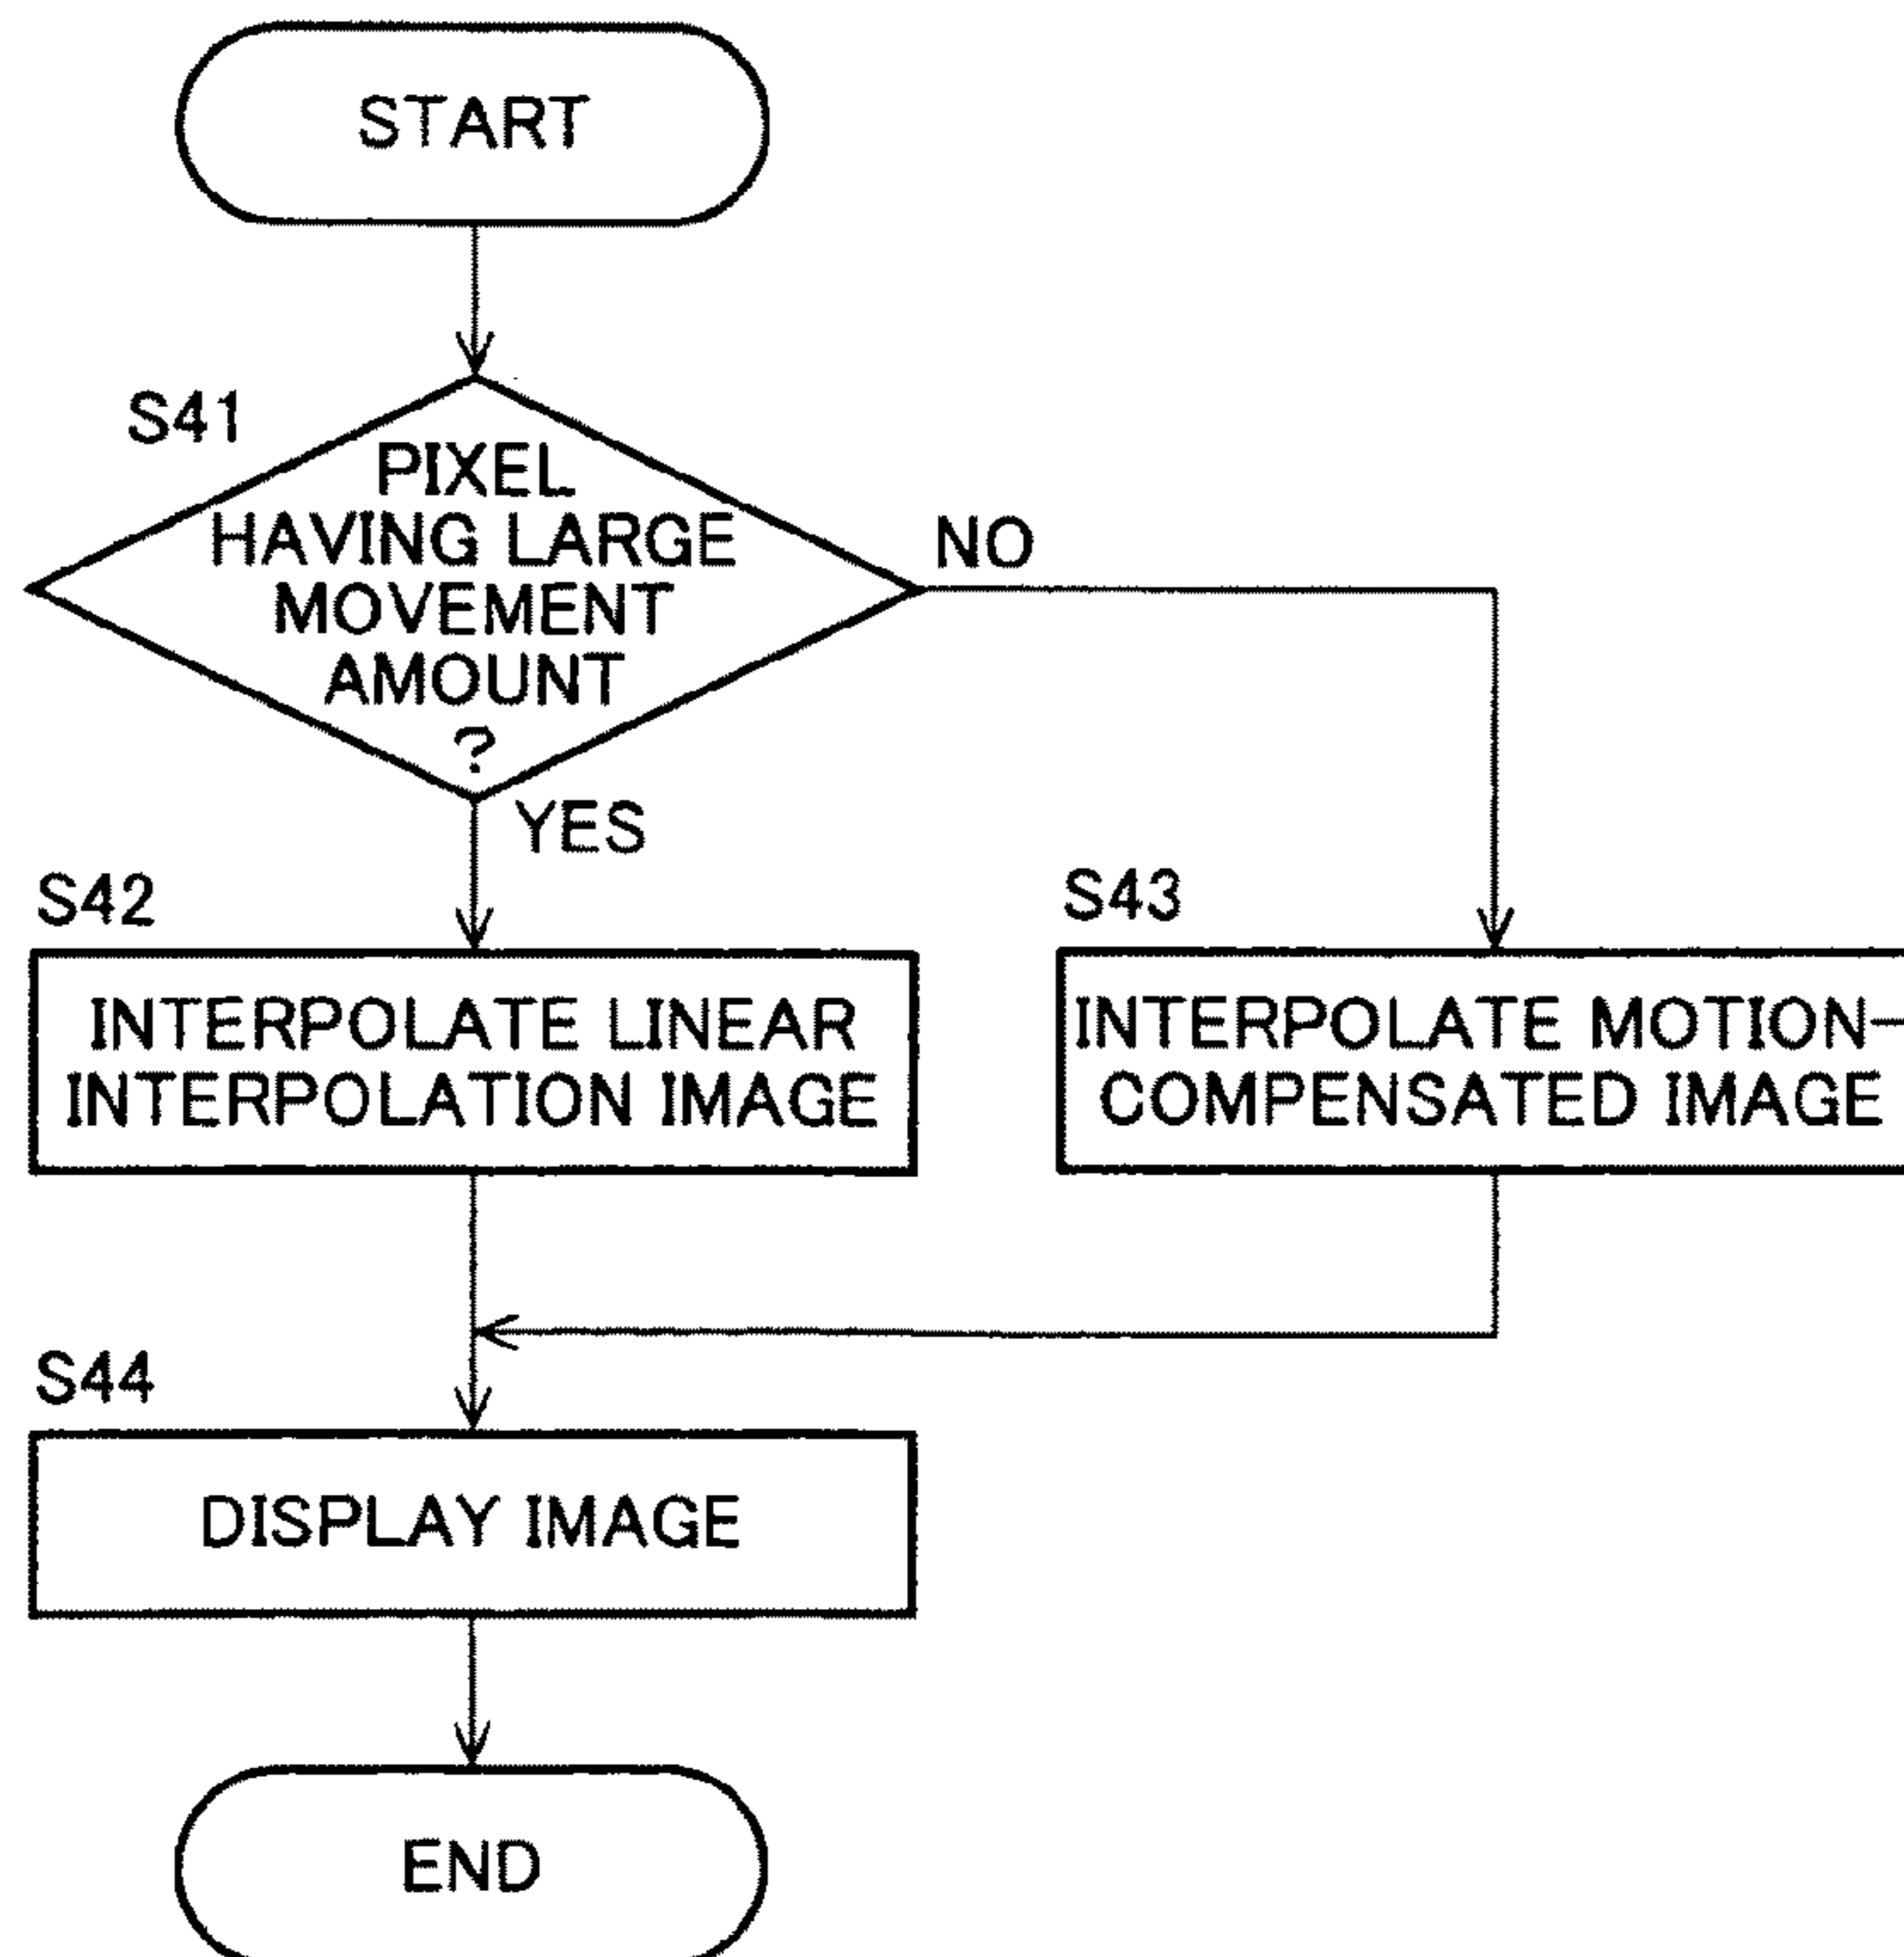 START
S41
PIXEL
HAVING LARGE
MOVEMENT
AMOUNT
?
NO
YES
S42
INTERPOLATE LINEAR
INTERPOLATION IMAGE
S43
INTERPOLATE MOTION-
COMPENSATED IMAGE
S44
DISPLAY IMAGE
END